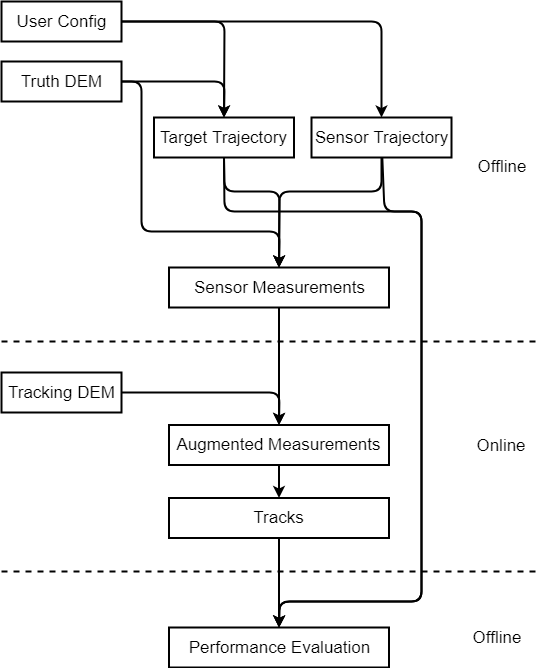 User Config
Truth DEM
Target Trajectory
Sensor Trajectory
Offline
Sensor Measurements
Tracking DEM
Augmented Measurements
Online
Tracks
Performance Evaluation
Offline